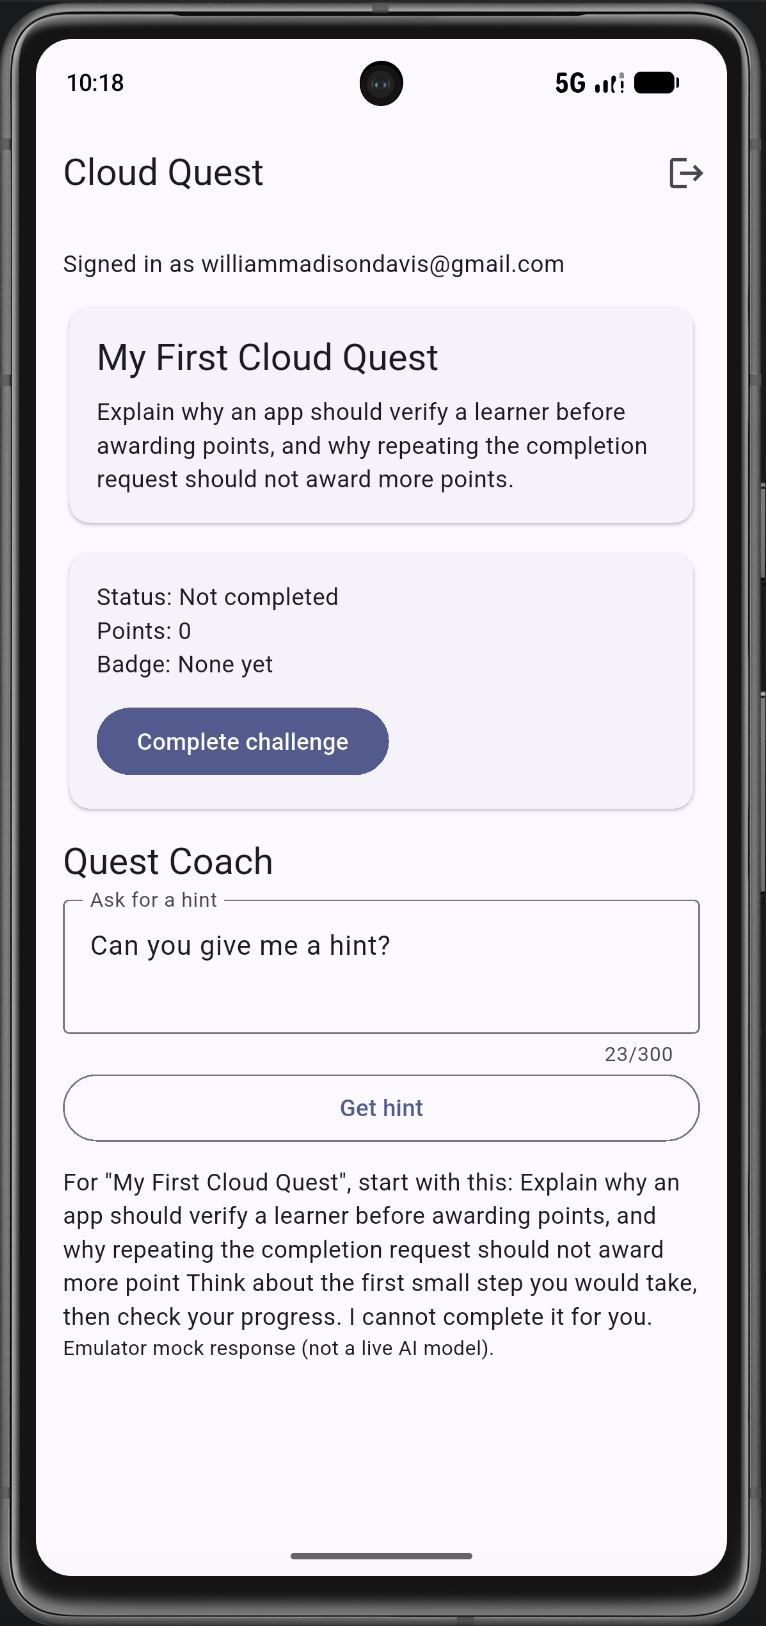 10:18
5G
Cloud Quest
Signed in as williammadisondavis@gmail.com
My First Cloud Quest
Explain why an app should verify a learner before
awarding points, and why repeating the completion
request should not award more points.
Status: Not completed
Points: 0
Badge: None yet
Complete challenge
Quest Coach
Ask for a hint
Can you give me a hint?
23/300
Get hint
For "My First Cloud Quest", start with this: Explain why an
app should verify a learner before awarding points, and
why repeating the completion request should not award
more point Think about the first small step you would take,
then check your progress. I cannot complete it for you.
Emulator mock response (not a live AI model).